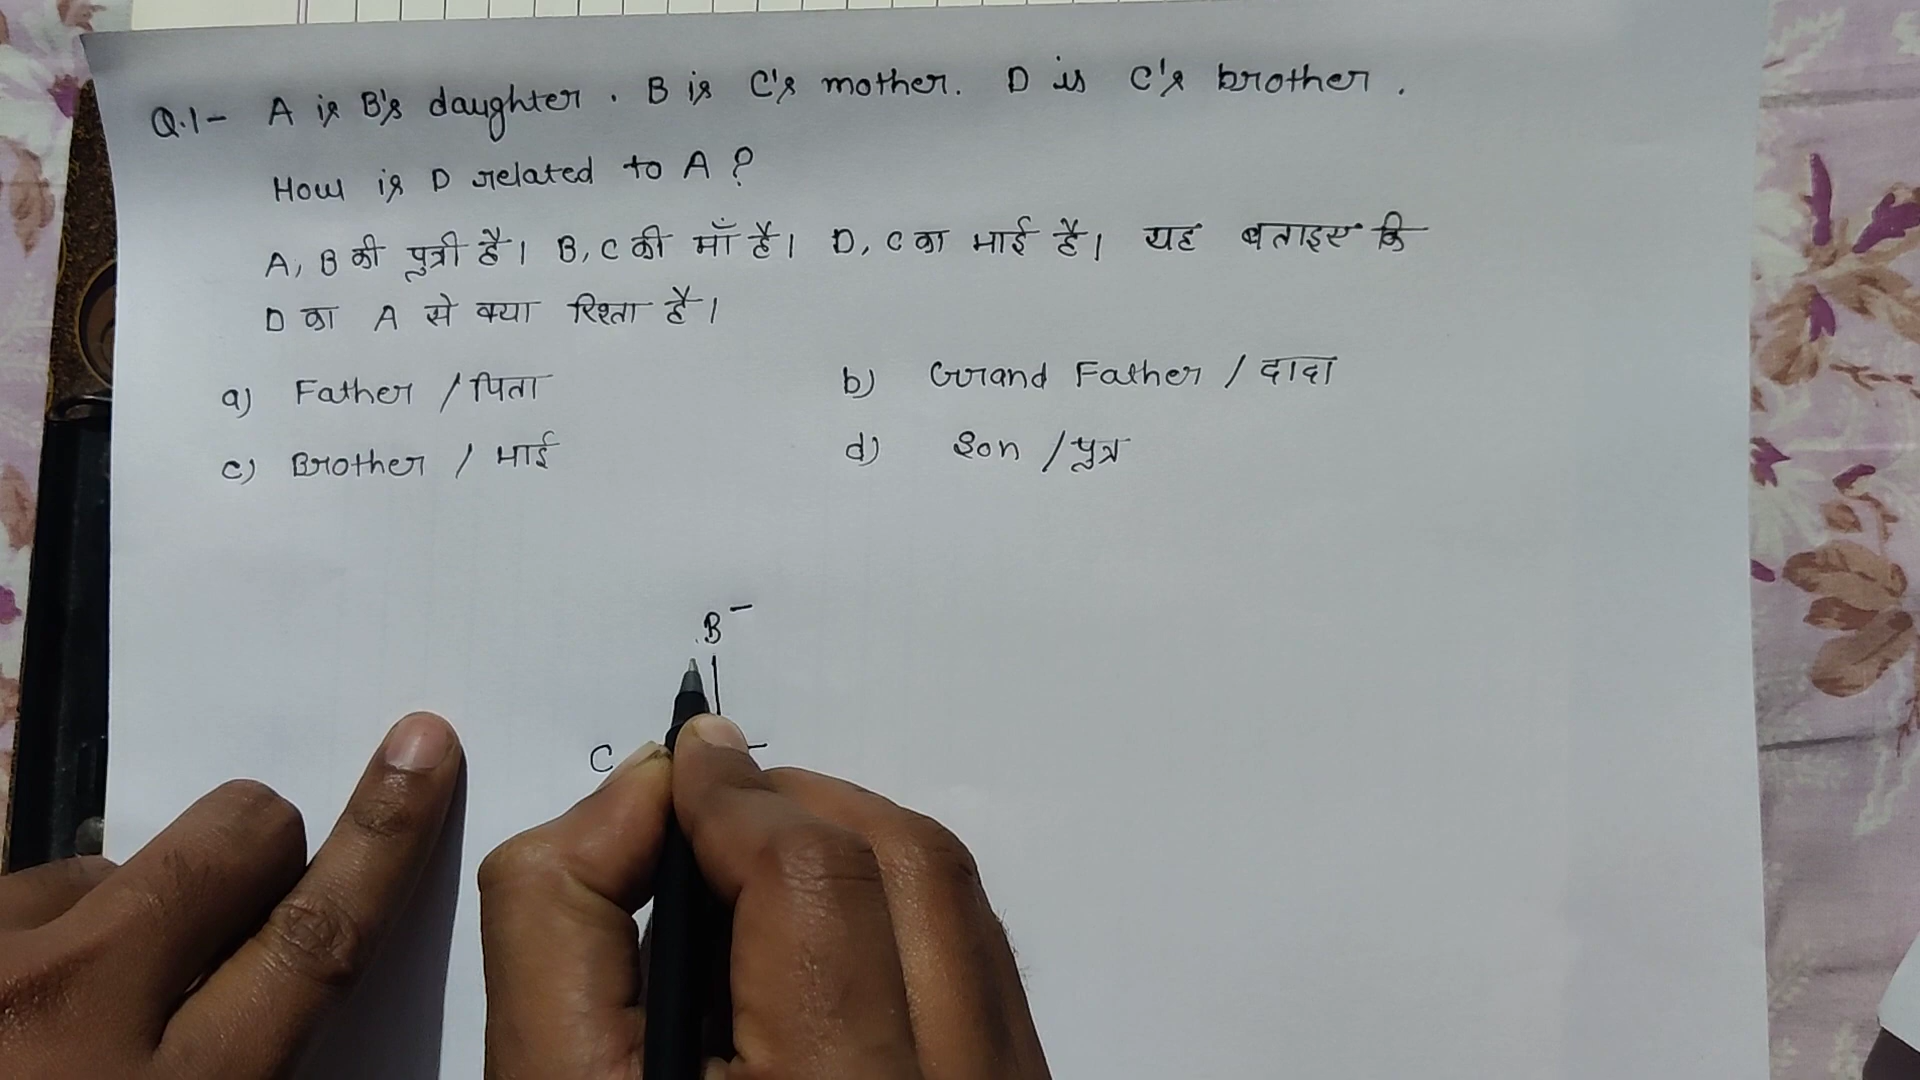 Q.1- A is B's daughter. B is C's mother. D is C's brother.
How is D related to A?
A, B की पुत्री है। B, C की माँ है। D, C का भाई है। यह बताइए कि
D का A से क्या रिश्ता है।
a) Father / पिता
b) Grand Father / दादा
c) Brother / भाई
d) Son / पुत्र
B −
C −